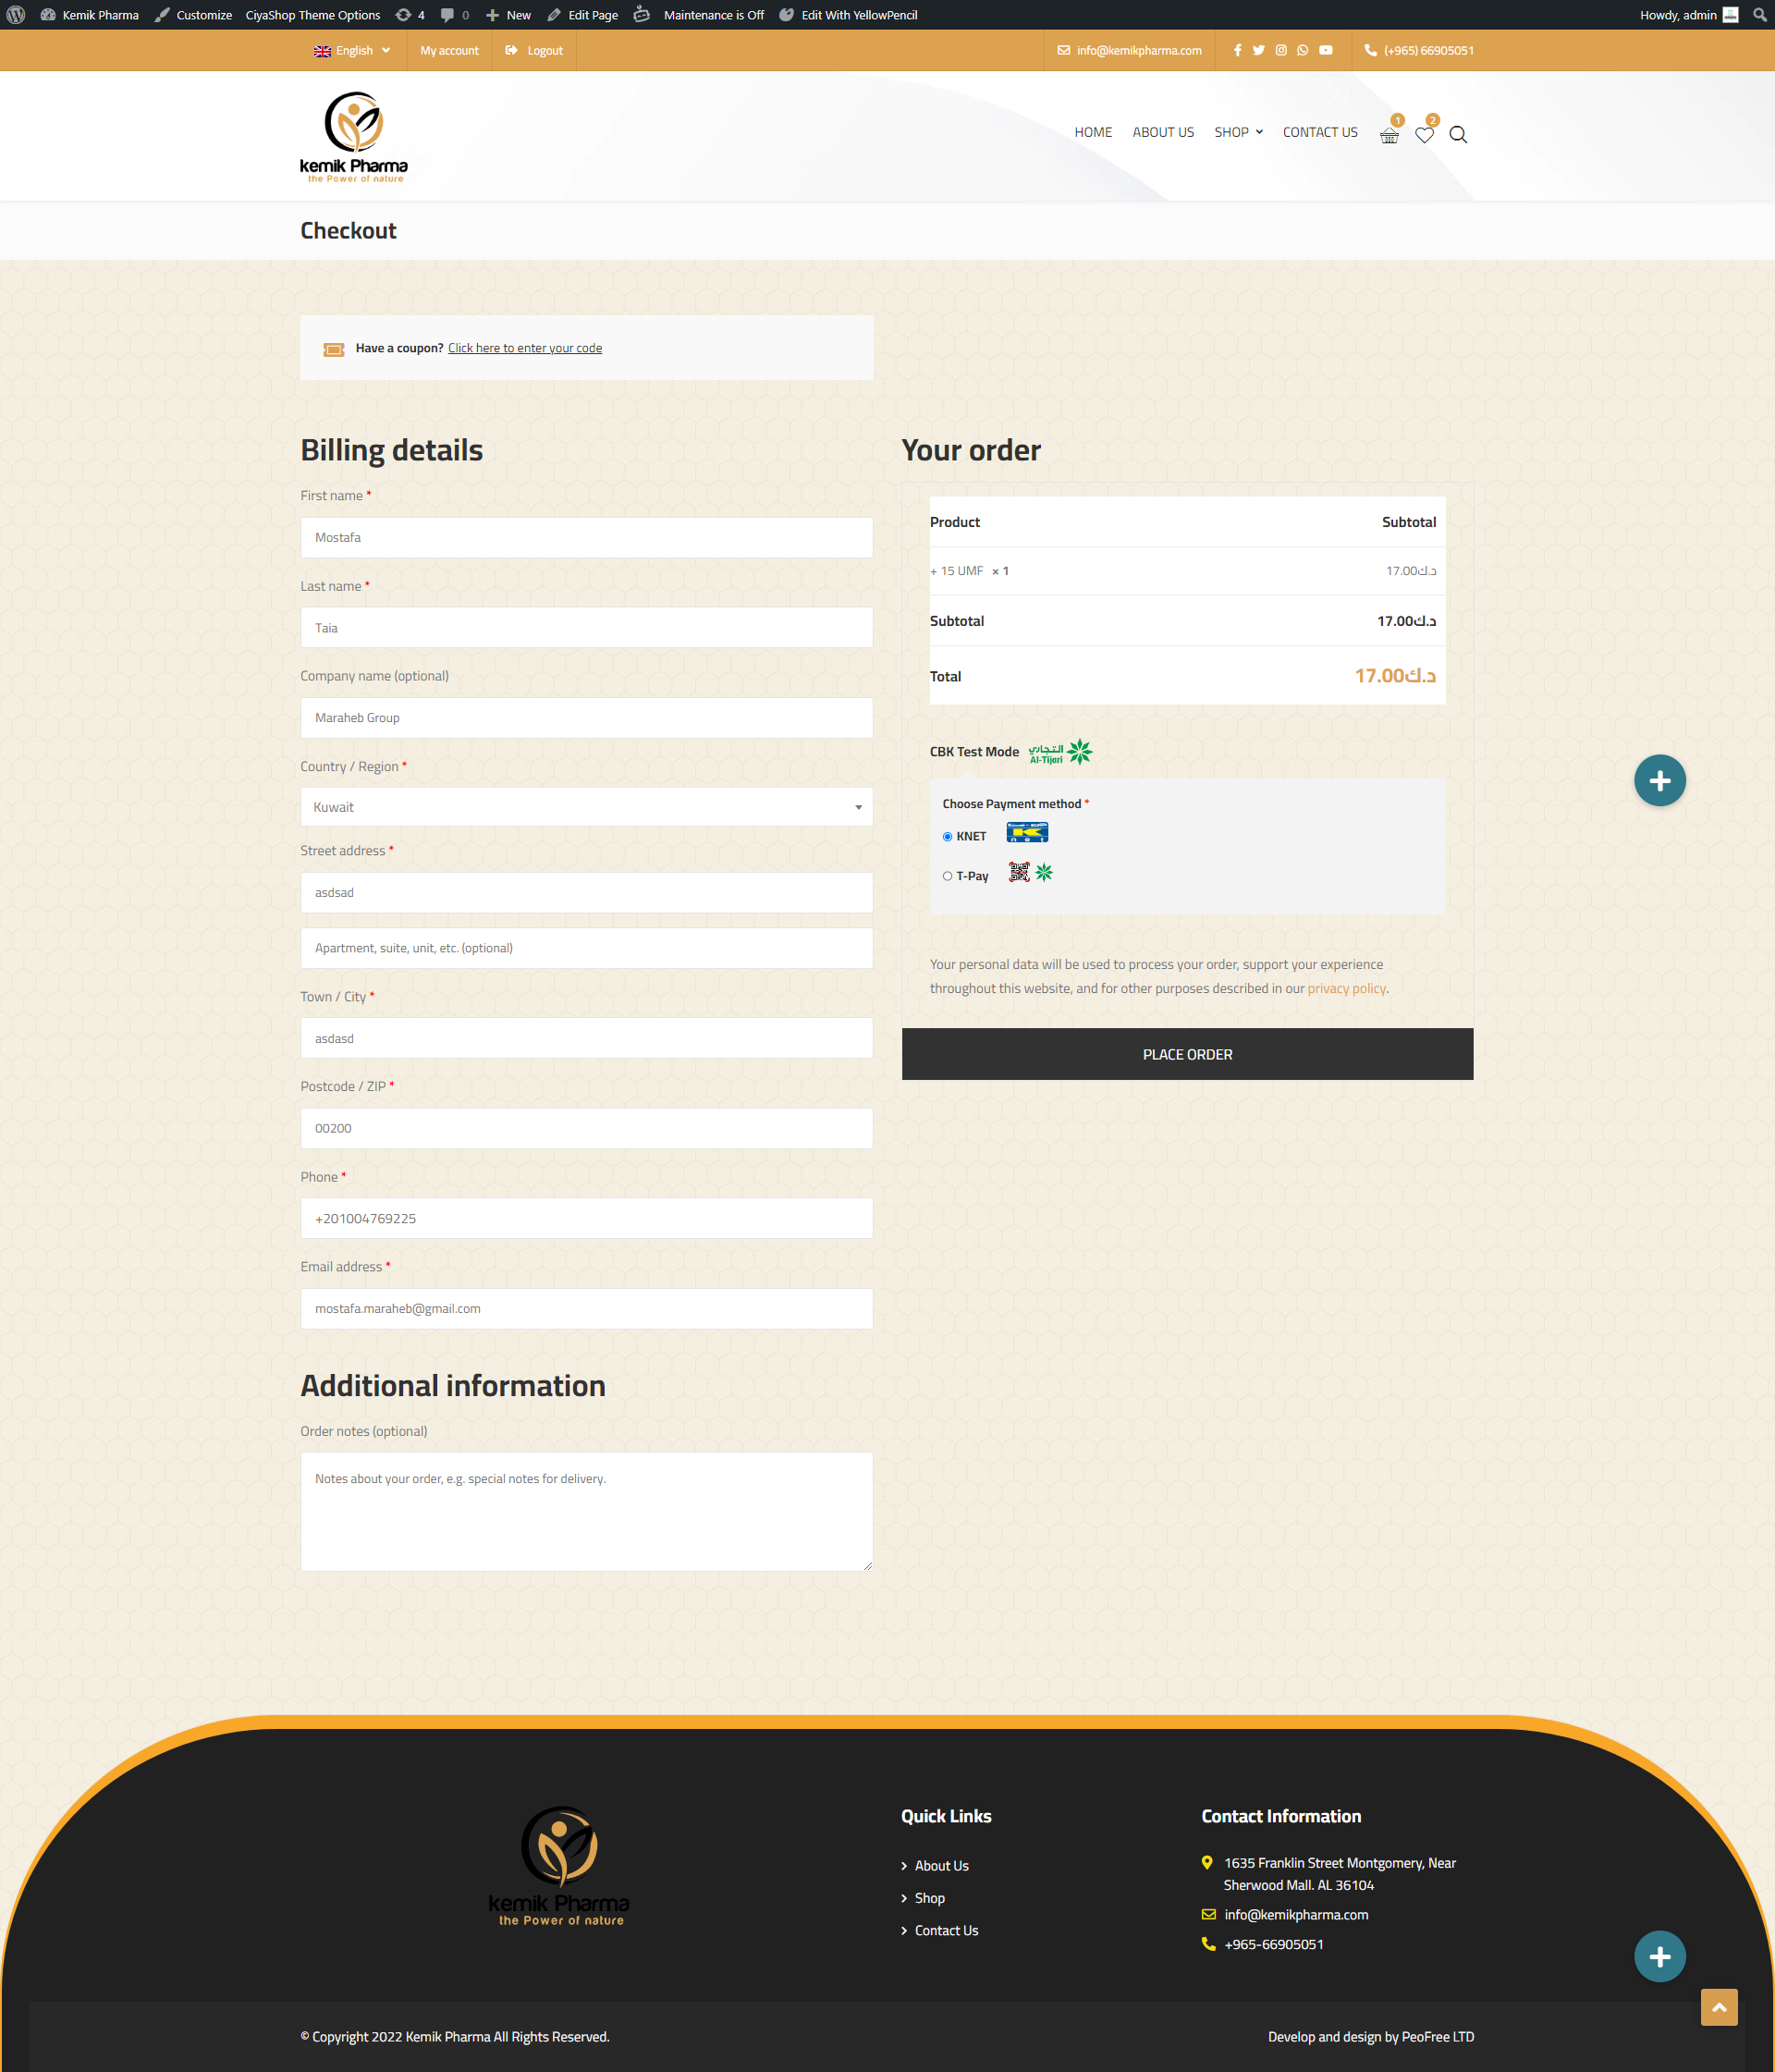 Kemik Pharma Customize CiyaShop Theme Options 4 0 New Edit Page Maintenance is Off Edit With YellowPencil Howdy, admin
English My account Logout info@kemikpharma.com (+965) 66905051
kemik Pharma
the Power of nature
HOME ABOUT US SHOP CONTACT US 1 2
Checkout
Have a coupon? Click here to enter your code
Billing details
First name *
Mostafa
Last name *
Taia
Company name (optional)
Maraheb Group
Country / Region *
Kuwait
Street address *
asdsad
Apartment, suite, unit, etc. (optional)
Town / City *
asdasd
Postcode / ZIP *
00200
Phone *
+201004769225
Email address *
mostafa.maraheb@gmail.com
Additional information
Order notes (optional)
Notes about your order, e.g. special notes for delivery.
Your order
Product Subtotal
+ 15 UMF × 1 17.00د.ك
Subtotal 17.00د.ك
Total 17.00د.ك
CBK Test Mode التجاري
Al-Tijari
Choose Payment method *
KNET
T-Pay
Your personal data will be used to process your order, support your experience
throughout this website, and for other purposes described in our privacy policy.
PLACE ORDER
kemik Pharma
the Power of nature
Quick Links
About Us
Shop
Contact Us
Contact Information
1635 Franklin Street Montgomery, Near
Sherwood Mall. AL 36104
info@kemikpharma.com
+965-66905051
© Copyright 2022 Kemik Pharma All Rights Reserved. Develop and design by PeoFree LTD